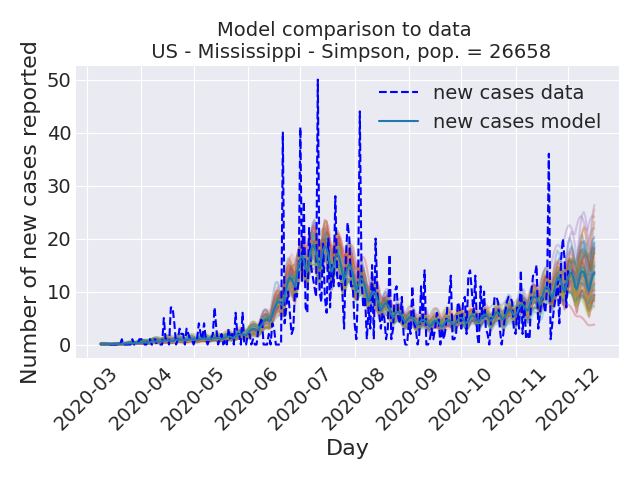 Model comparison to data
US - Mississippi - Simpson, pop. = 26658
Number of new cases reported
50
40
30
20
10
0
new cases data
new cases model
2020-03
2020-04
2020-05
2020-06
2020-07
2020-08
2020-09
2020-10
2020-11
2020-12
Day